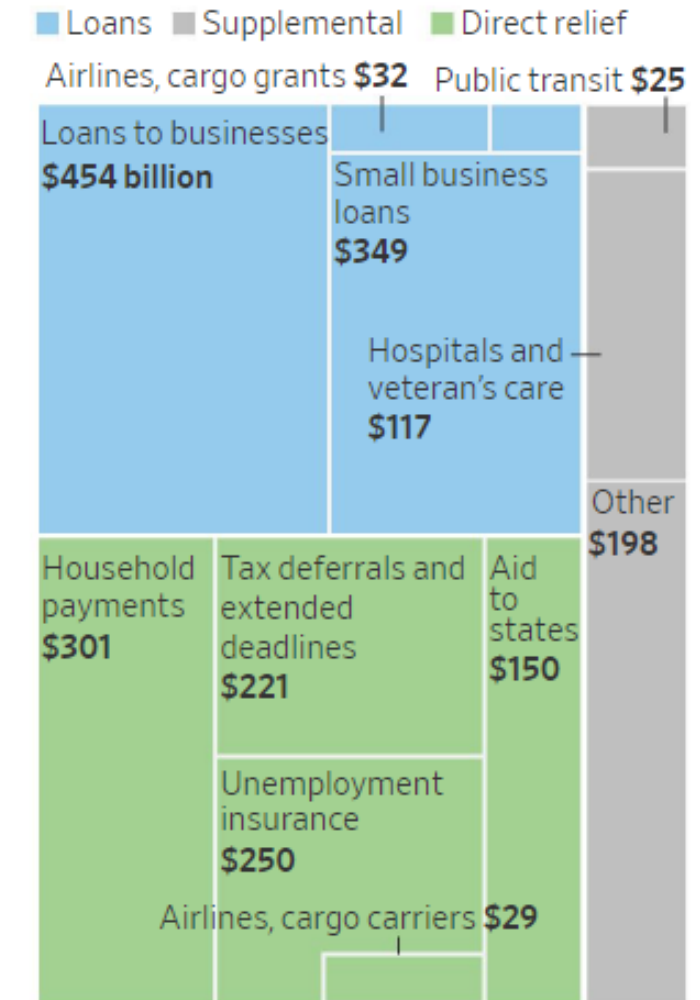 Loans Supplemental Direct relief
Airlines, cargo grants $32 Public transit $25
Loans to businesses
$454 billion
Small business
loans
$349
Hospitals and
veteran's care
$117
Other
$198
Household
payments
$301
Tax deferrals and
extended
deadlines
$221
Aid
to
states
$150
Unemployment
insurance
$250
Airlines, cargo carriers $29